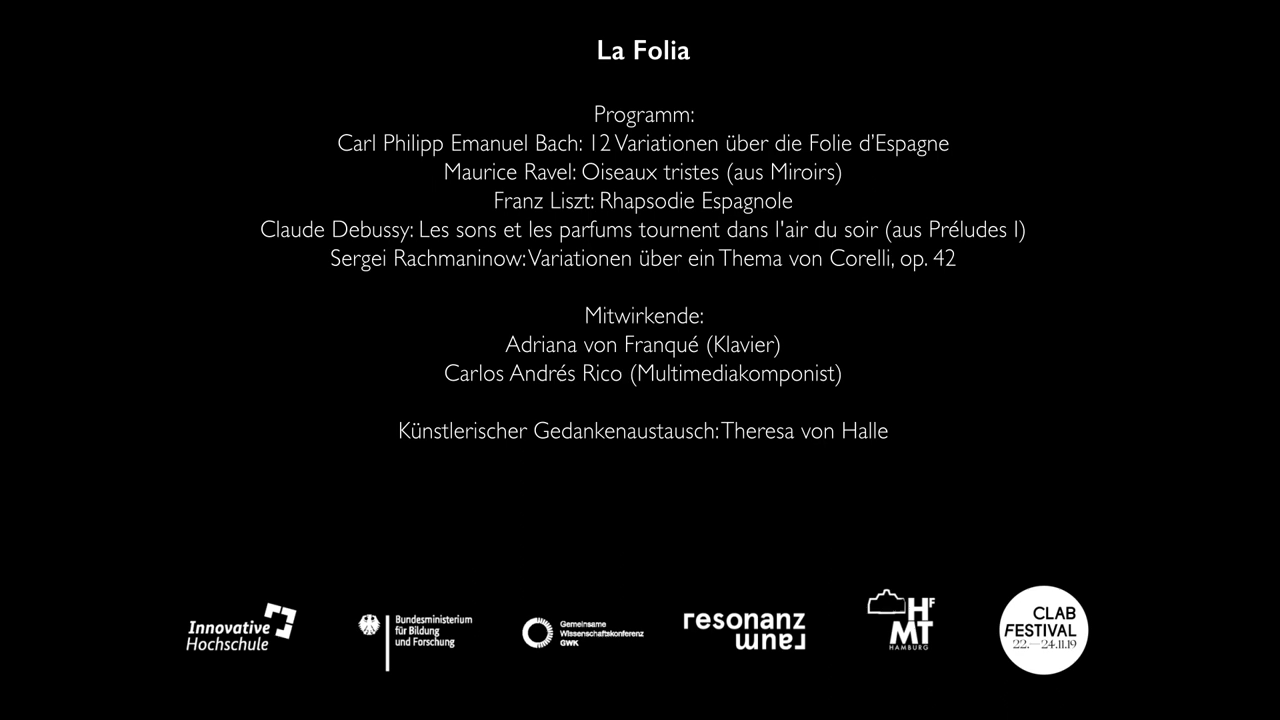 La Folia
Programm:
Carl Philipp Emanuel Bach: 12 Variationen über die Folie d'Espagne
Maurice Ravel: Oiseaux tristes (aus Miroirs)
Franz Liszt: Rhapsodie Espagnole
Claude Debussy: Les sons et les parfums tournent dans l'air du soir (aus Préludes I)
Sergei Rachmaninow: Variationen über ein Thema von Corelli, op. 42
Mitwirkende:
Adriana von Franqué (Klavier)
Carlos Andrés Rico (Multimediakomponist)
Künstlerischer Gedankenaustausch: Theresa von Halle
Innovative
Hochschule
Bundesministerium
für Bildung
und Forschung
Gemeinsame
Wissenschaftskonferenz
GWK
resonanz
raum
HF
MT
HAMBURG
CLAB
FESTIVAL
22.—24.11.19